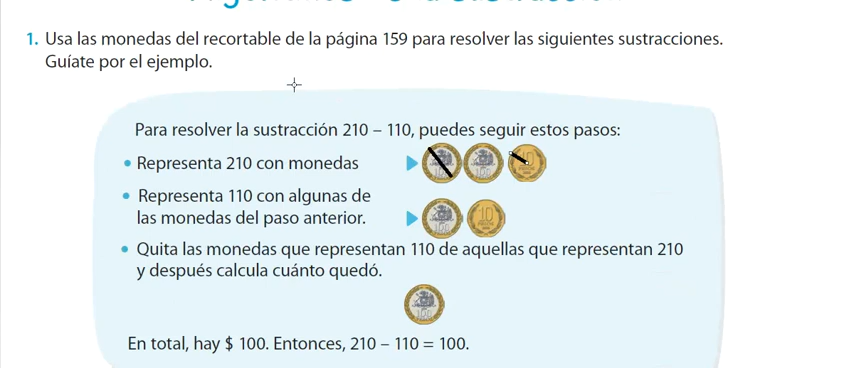 1. Usa las monedas del recortable de la página 159 para resolver las siguientes sustracciones.
Guíate por el ejemplo.
Para resolver la sustracción 210 – 110, puedes seguir estos pasos:
• Representa 210 con monedas
• Representa 110 con algunas de
las monedas del paso anterior.
10
• Quita las monedas que representan 110 de aquellas que representan 210
y después calcula cuánto quedó.
En total, hay $ 100. Entonces, 210 – 110 = 100.